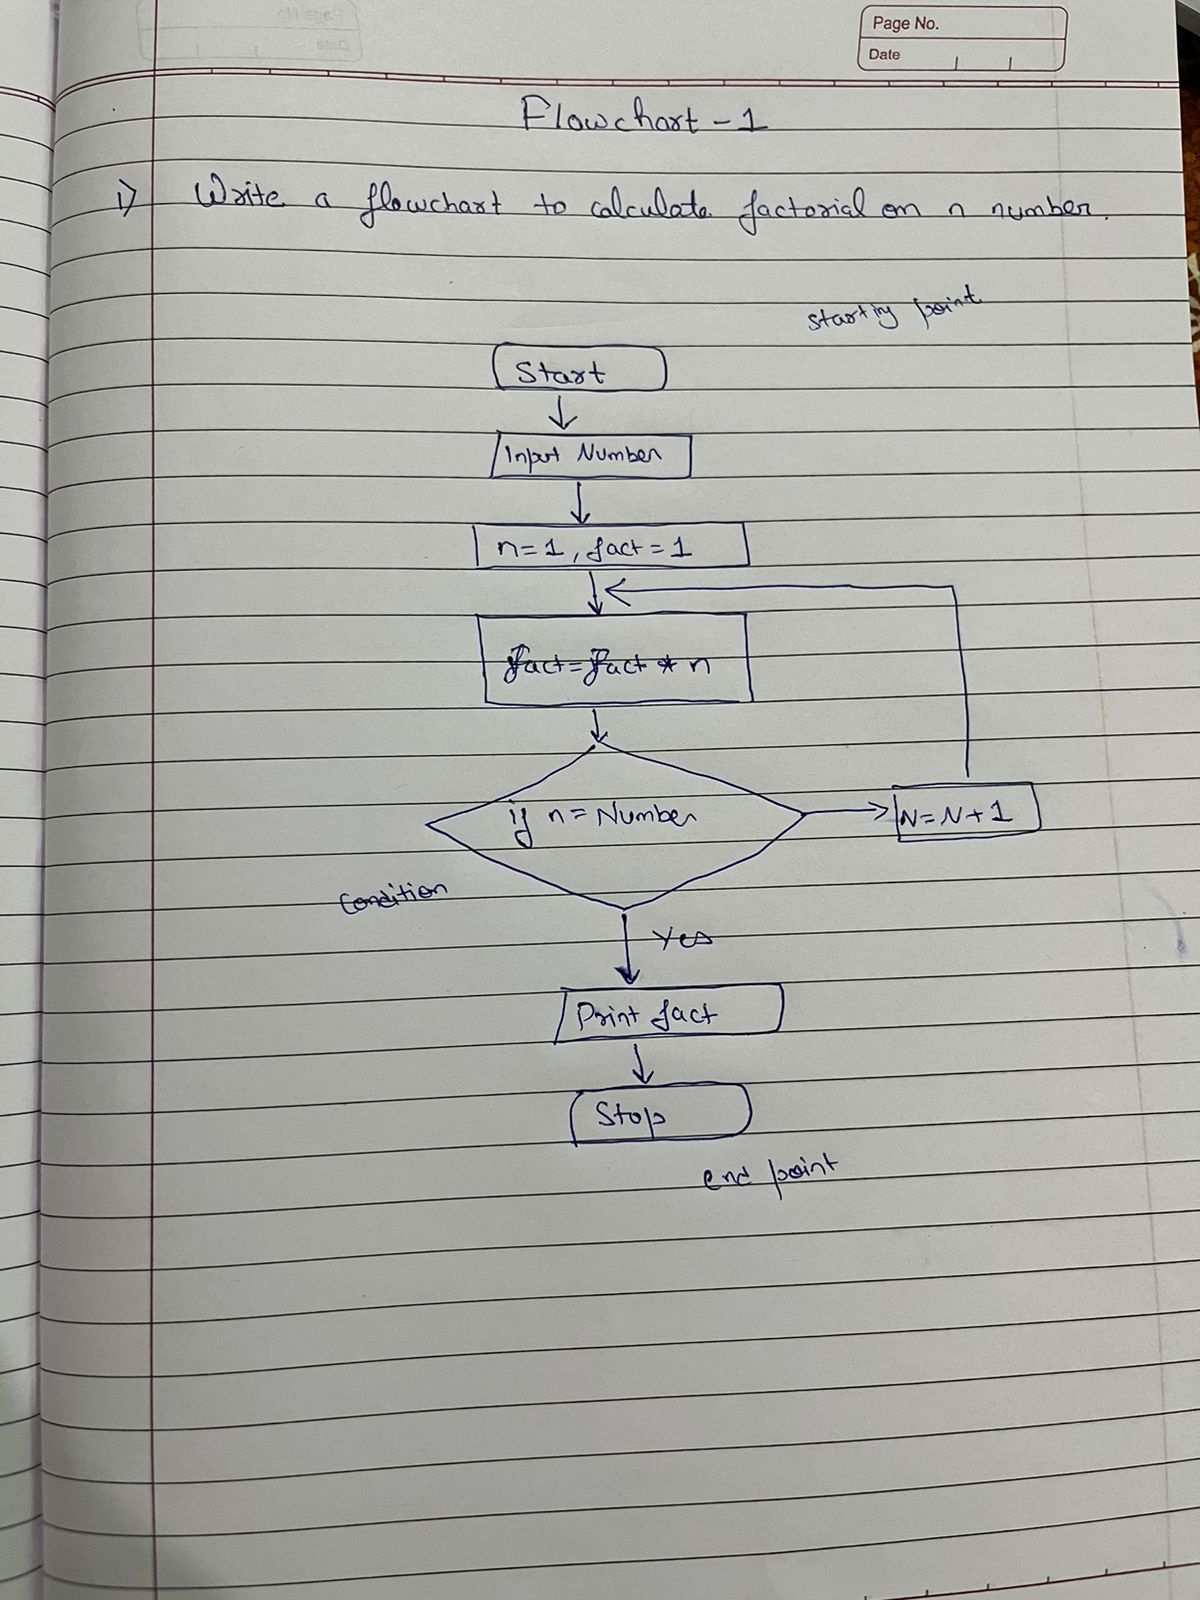 Page No.
Date
Flowchart - 1
1) Write a flowchart to calculate factorial on n number.
starting point
Start
Input Number
n=1, fact = 1
fact = fact * n
if n = Number
N = N + 1
Condition
Yes
Print fact
Stop
end point